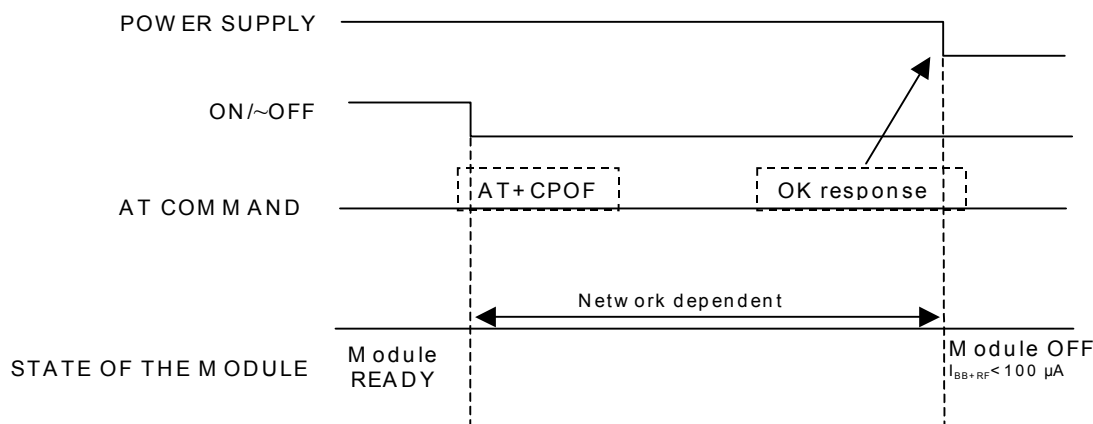 POWER SUPPLY
ON/~OFF
AT+CPOF
OK response
AT COMMAND
Network dependent
STATE OF THE MODULE
Module
READY
Module OFF
I_BB+RF<100 µA